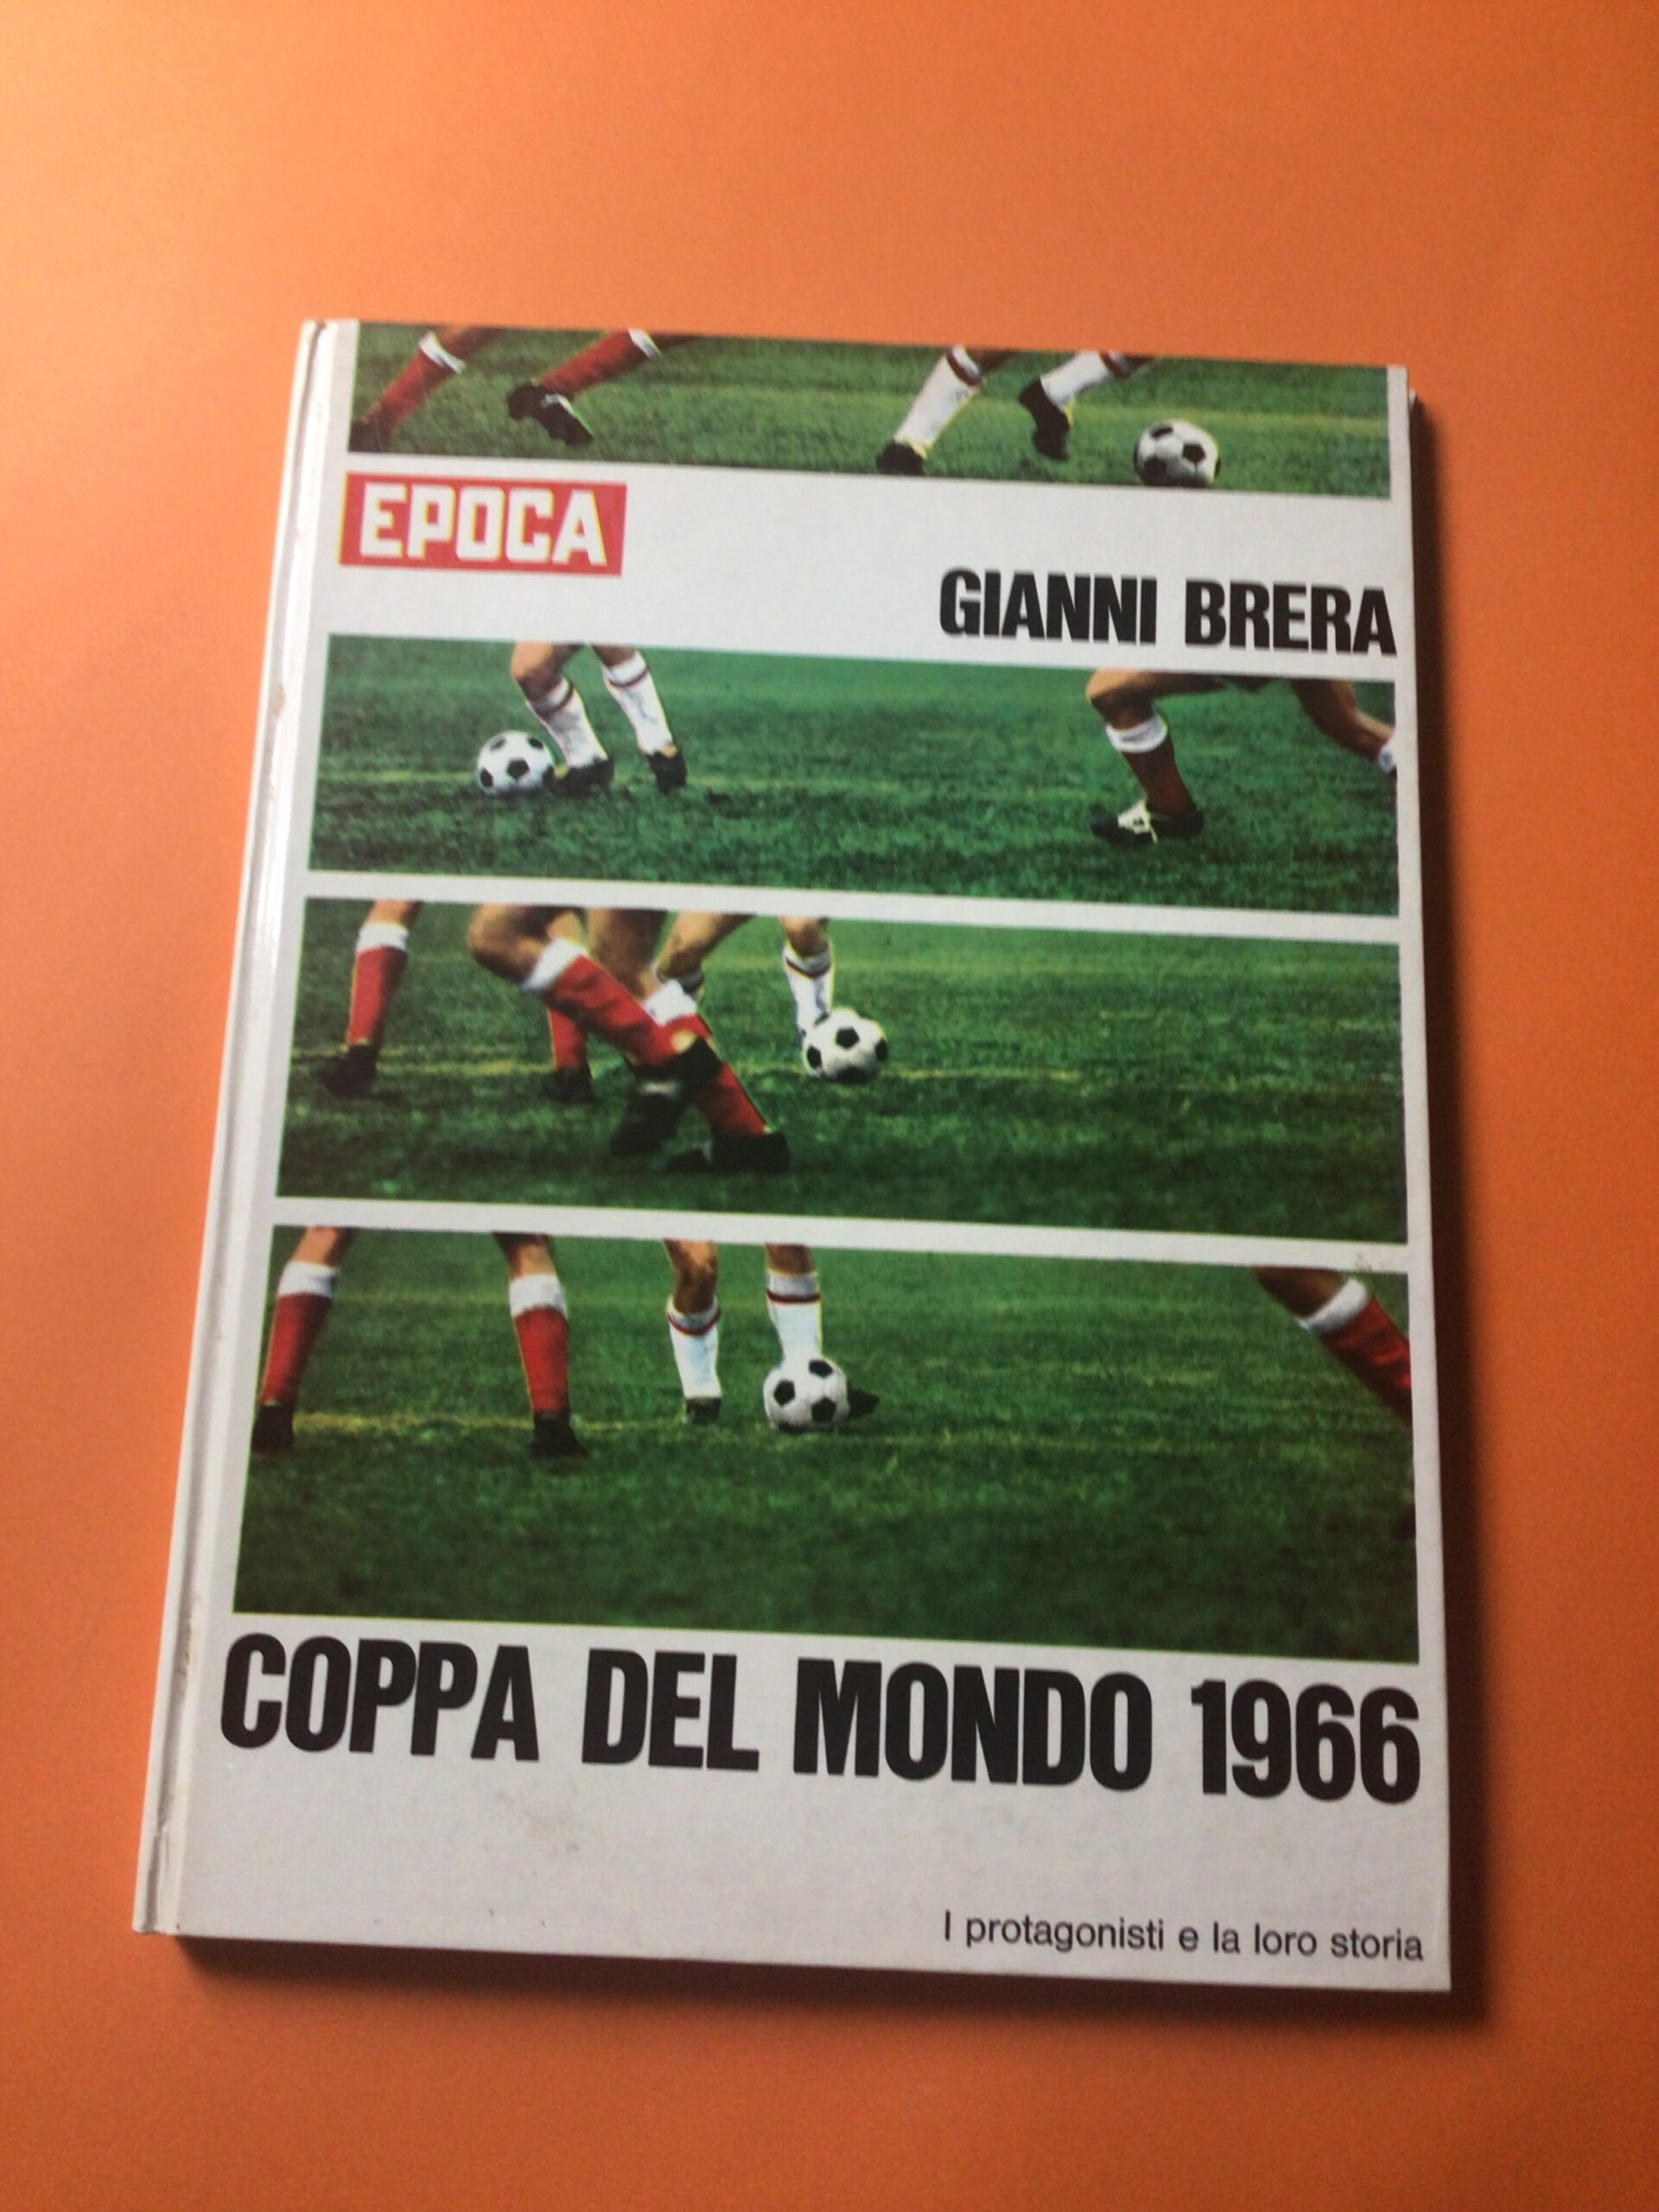 EPOCA
GIANNI BRERA
COPPA DEL MONDO 1966
I protagonisti e la loro storia